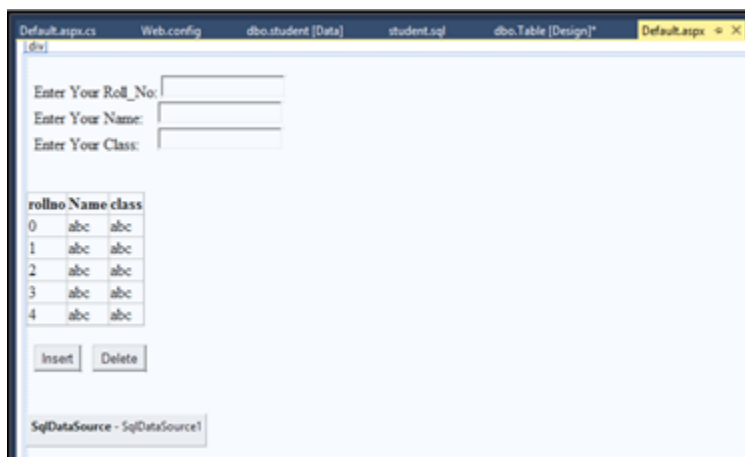 Default.aspx.cs Web.config dbo.student [Data] student.sql dbo.Table [Design]* Default.aspx
[div]
Enter Your Roll_No:
Enter Your Name:
Enter Your Class:
rollno Name class
0 abc abc
1 abc abc
2 abc abc
3 abc abc
4 abc abc
Insert Delete
SqlDataSource - SqlDataSource1